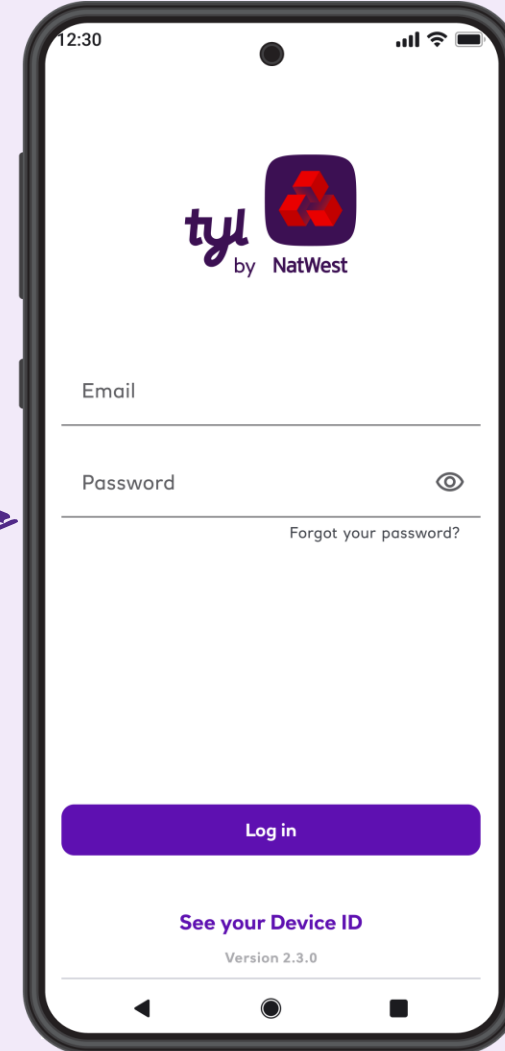 12:30
tyl
by NatWest
Email
Password
Forgot your password?
Log in
See your Device ID
Version 2.3.0